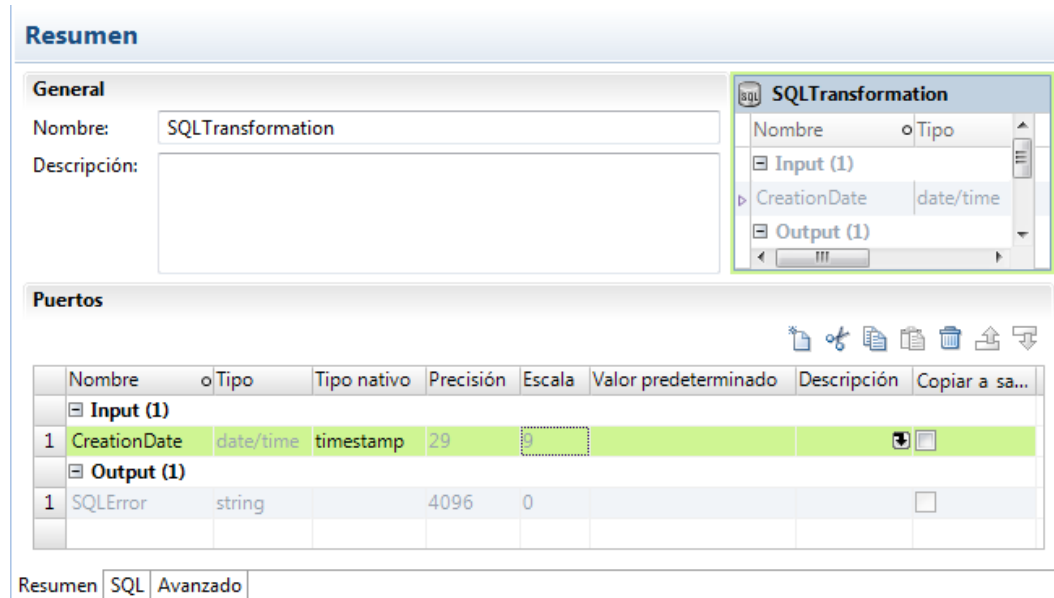 Resumen
General
Nombre: SQLTransformation
Descripción:
SQL SQLTransformation
Nombre Tipo
Input (1)
CreationDate date/time
Output (1)
Puertos
Nombre Tipo Tipo nativo Precisión Escala Valor predeterminado Descripción Copiar a sa...
Input (1)
1 CreationDate date/time timestamp 29 9
Output (1)
1 SQLError string 4096 0
Resumen SQL Avanzado